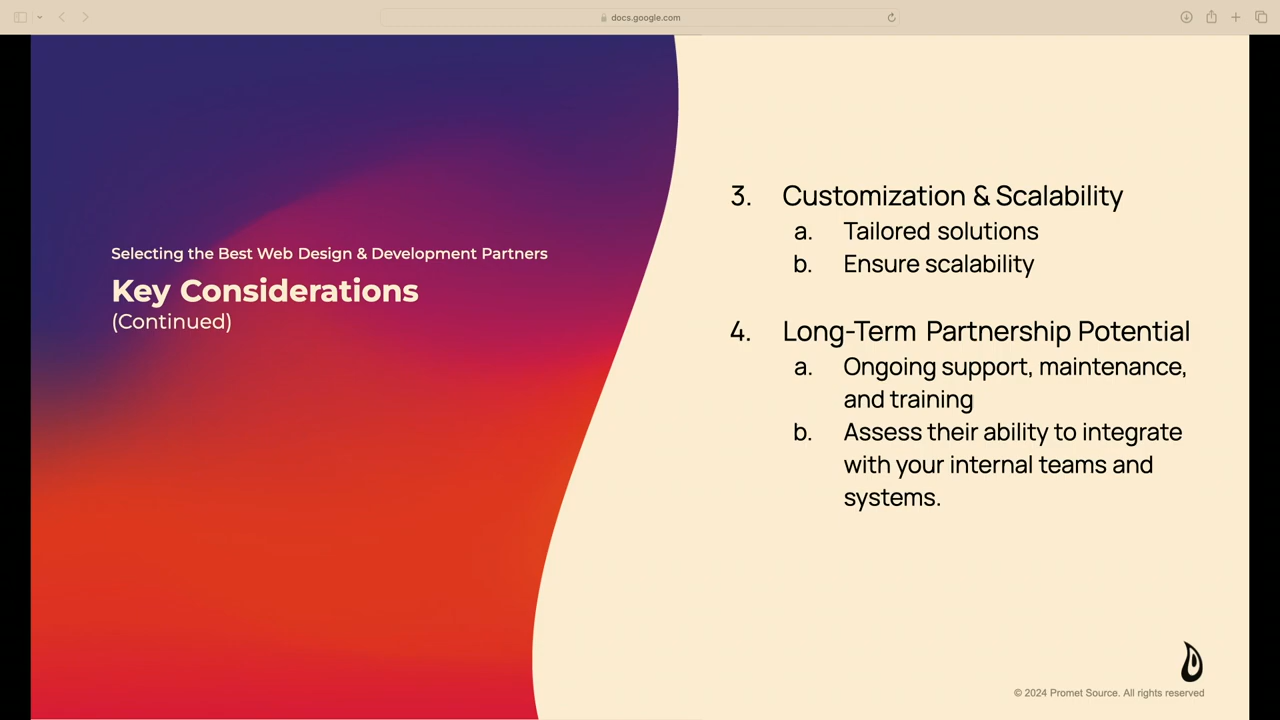 docs.google.com
Selecting the Best Web Design & Development Partners
Key Considerations
(Continued)
3. Customization & Scalability
a. Tailored solutions
b. Ensure scalability
4. Long-Term Partnership Potential
a. Ongoing support, maintenance,
and training
b. Assess their ability to integrate
with your internal teams and
systems.
© 2024 Promet Source. All rights reserved